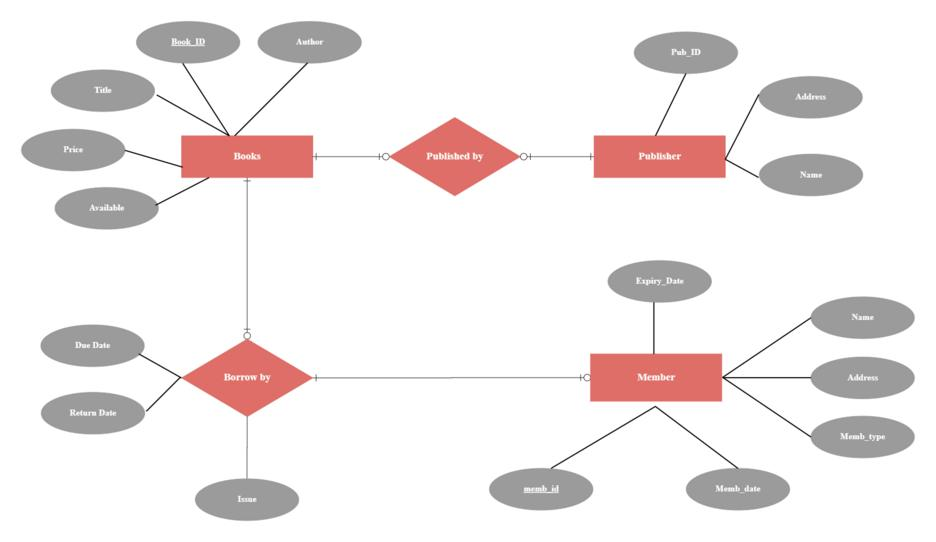 Book_ID
Author
Pub_ID
Title
Address
Price
Books
Published by
Publisher
Name
Available
Expiry_Date
Name
Due Date
Borrow by
Member
Address
Return Date
Memb_type
Issue
memb_id
Memb_date